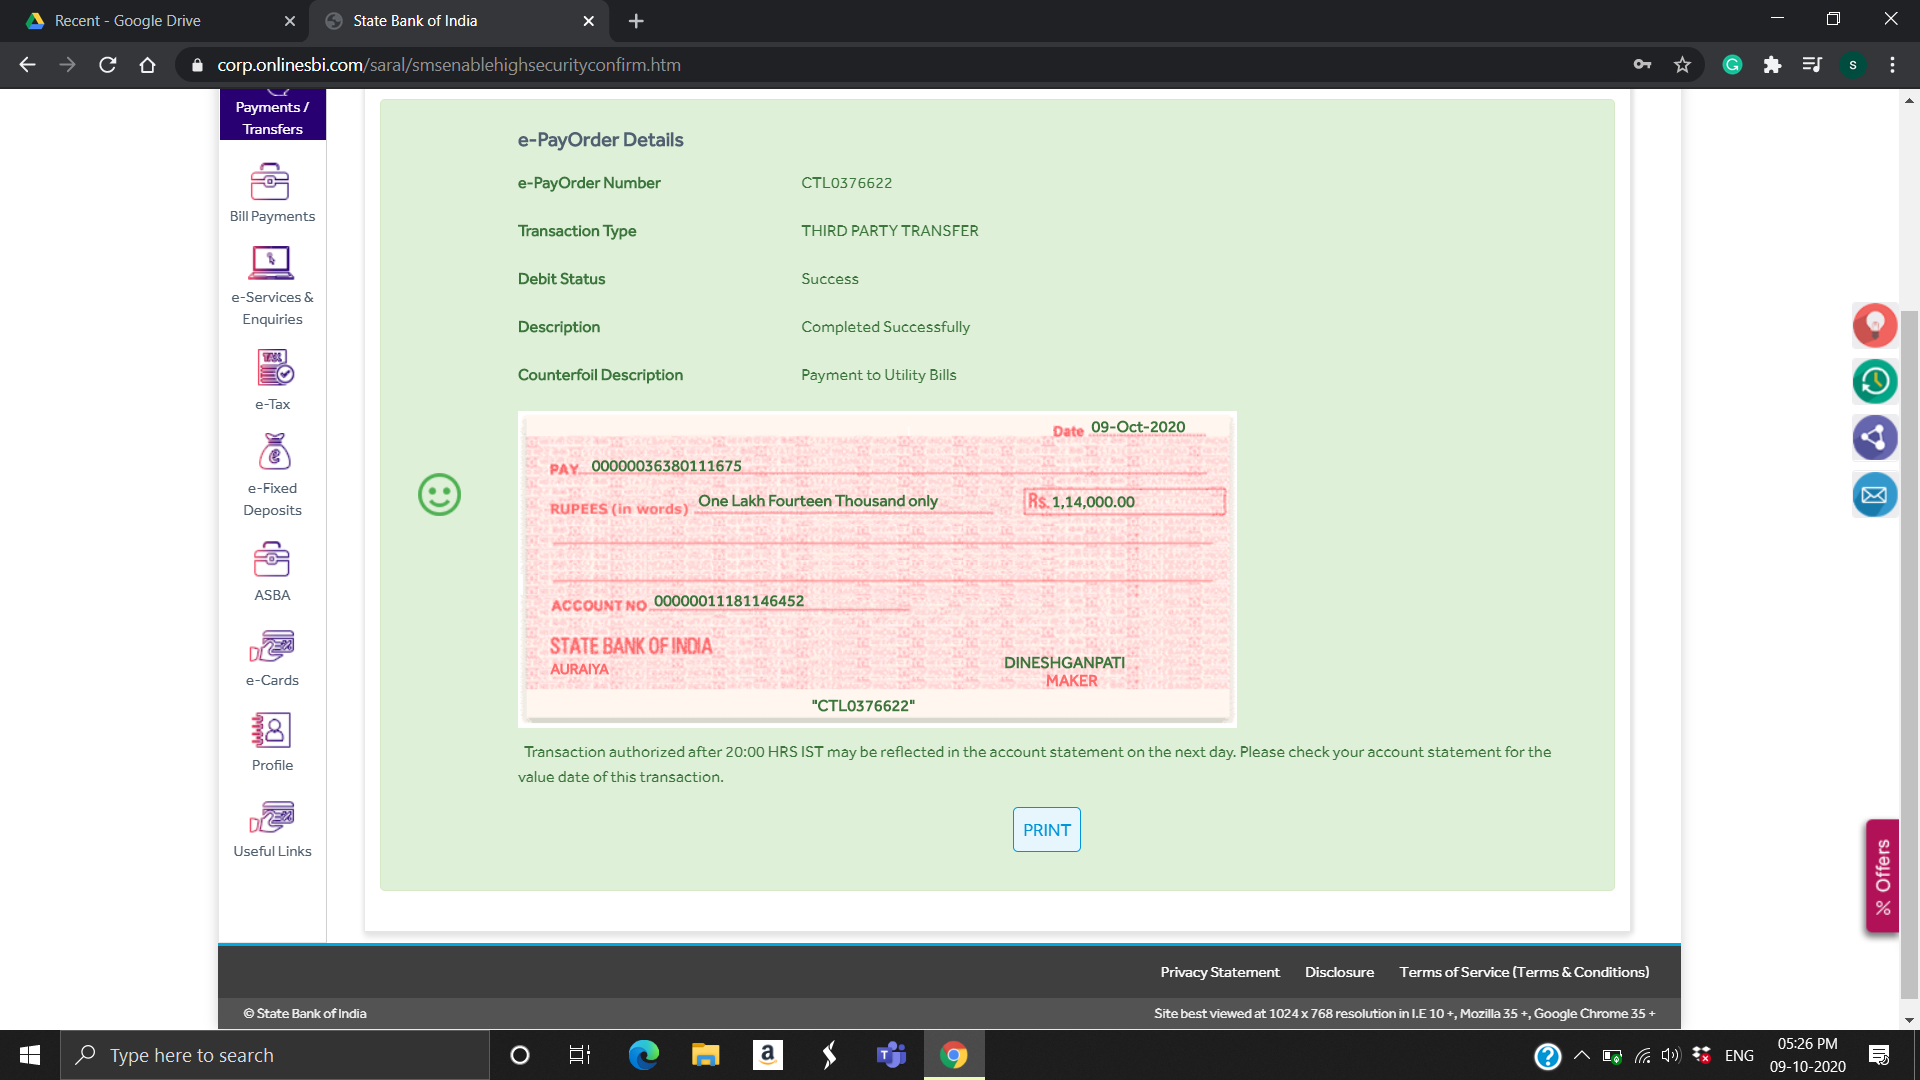 Recent - Google Drive
State Bank of India
corp.onlinesbi.com/saral/smsenablehighsecurityconfirm.htm
S
Payments /
Transfers
Bill Payments
e-Services &
Enquiries
TAX
e-Tax
e-Fixed
Deposits
ASBA
e-Cards
Profile
Useful Links
e-PayOrder Details
e-PayOrder Number CTL0376622
Transaction Type THIRD PARTY TRANSFER
Debit Status Success
Description Completed Successfully
Counterfoil Description Payment to Utility Bills
Date 09-Oct-2020
PAY 00000036380111675
RUPEES (in words) One Lakh Fourteen Thousand only Rs. 1,14,000.00
ACCOUNT NO 00000011181146452
STATE BANK OF INDIA
AURAIYA
DINESHGANPATI
MAKER
"CTL0376622"
Transaction authorized after 20:00 HRS IST may be reflected in the account statement on the next day. Please check your account statement for the
value date of this transaction.
PRINT
% Offers
Privacy Statement Disclosure Terms of Service (Terms & Conditions)
© State Bank of India Site best viewed at 1024 x 768 resolution in I.E 10 +, Mozilla 35 +, Google Chrome 35 +
Type here to search
ENG
05:26 PM
09-10-2020